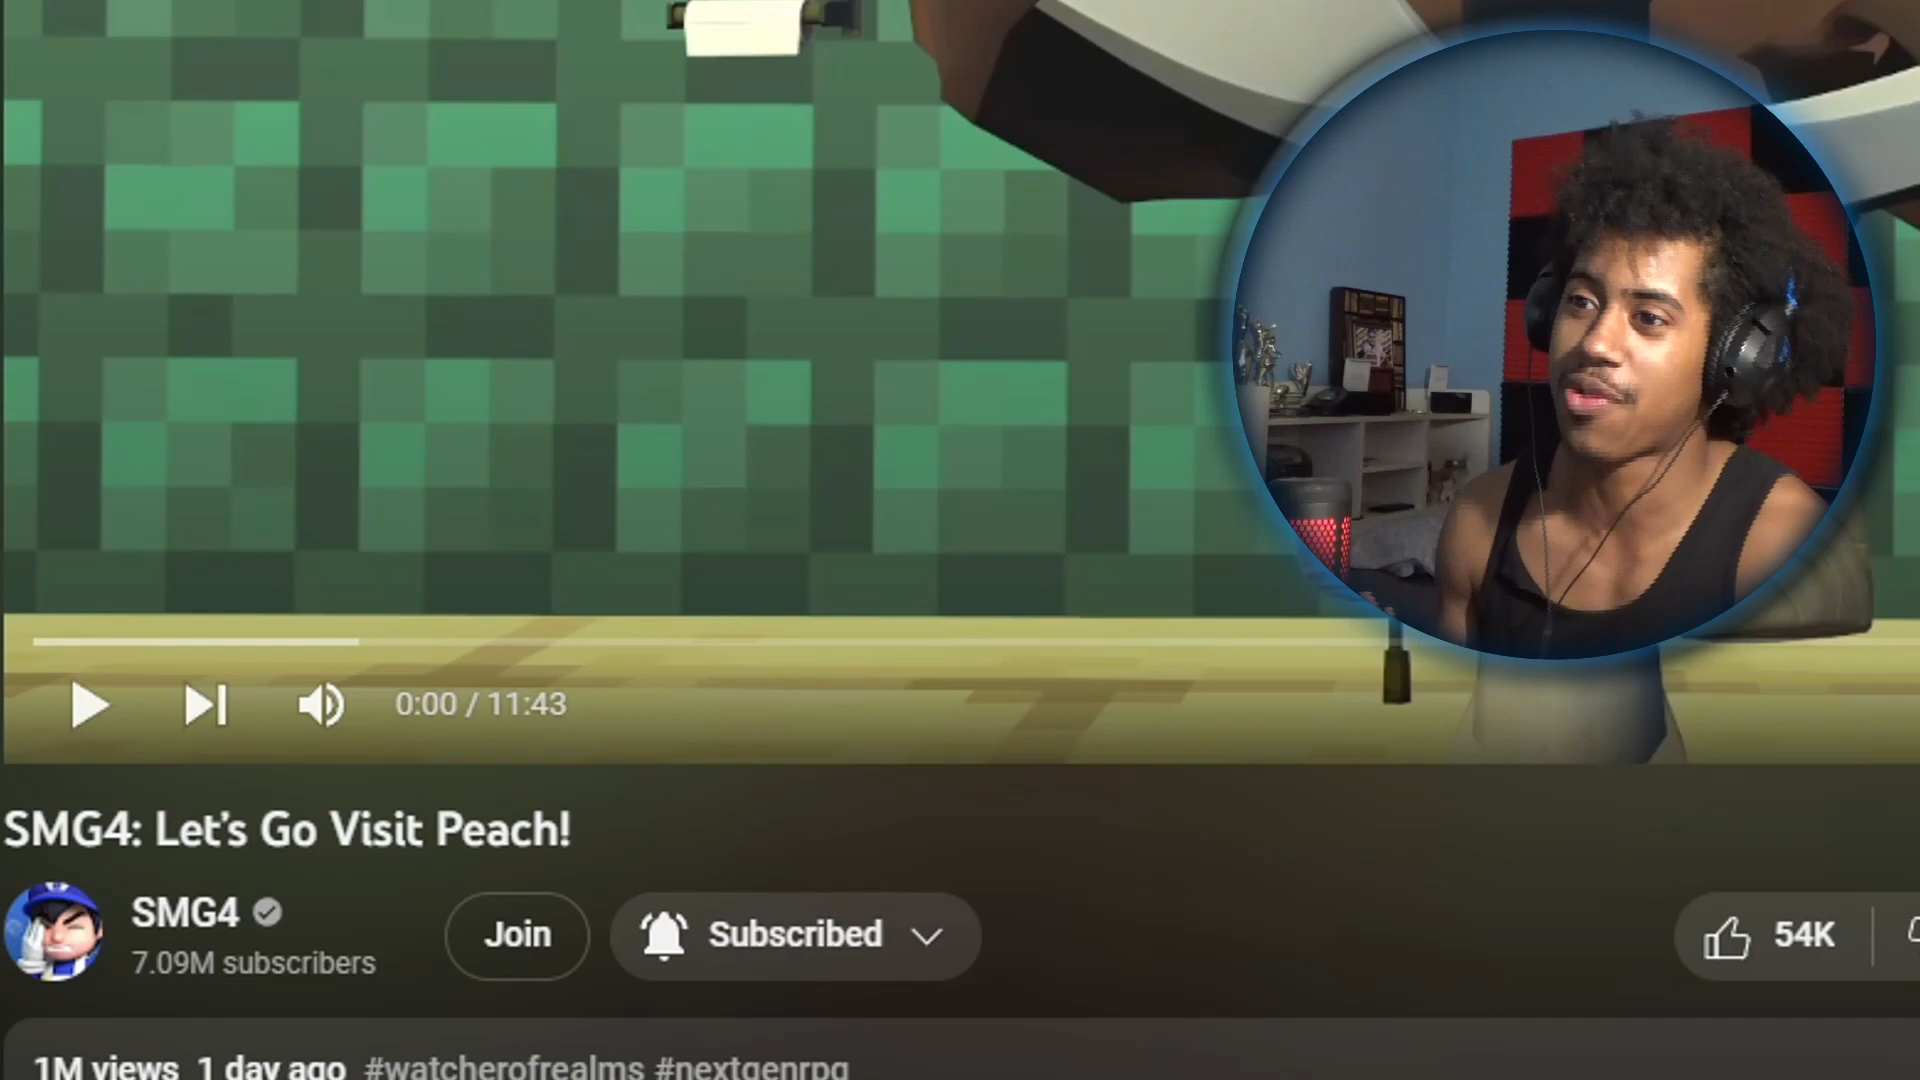 0:00 / 11:43
SMG4: Let's Go Visit Peach!
SMG4
7.09M subscribers
Join
Subscribed
54K
1M views 1 day ago #watcherofrealms #nextgenrpg